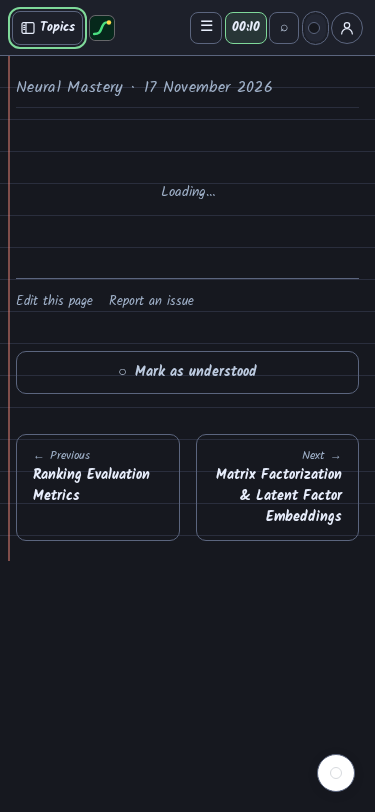 Topics
00:10
Neural Mastery · 17 November 2026
Loading...
Edit this page Report an issue
Mark as understood
← Previous
Ranking Evaluation
Metrics
Next →
Matrix Factorization
& Latent Factor
Embeddings